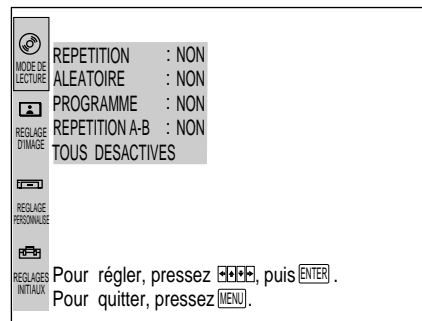 MODE DE
LECTURE
REGLAGE
D'IMAGE
REGLAGE
PERSONNALISE
REGLAGES
INITIAUX
REPETITION : NON
ALEATOIRE : NON
PROGRAMME : NON
REPETITION A-B : NON
TOUS DESACTIVES
Pour régler, pressez , puis ENTER .
Pour quitter, pressez MENU.